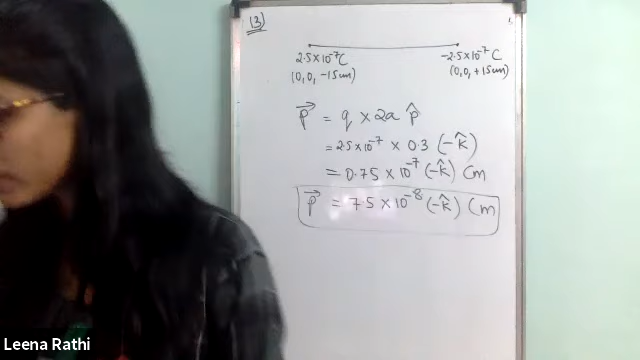 13)
2.5×10⁻⁷C
(0,0, -15cm)
-2.5×10⁻⁷ C
(0,0, +15cm)
p⃗ = q × 2a p̂
= 2.5×10⁻⁷ × 0.3 (-k̂)
= 0.75 × 10⁻⁷ (-k̂) Cm
p⃗ = 7.5 × 10⁻⁸ (-k̂) Cm
Leena Rathi